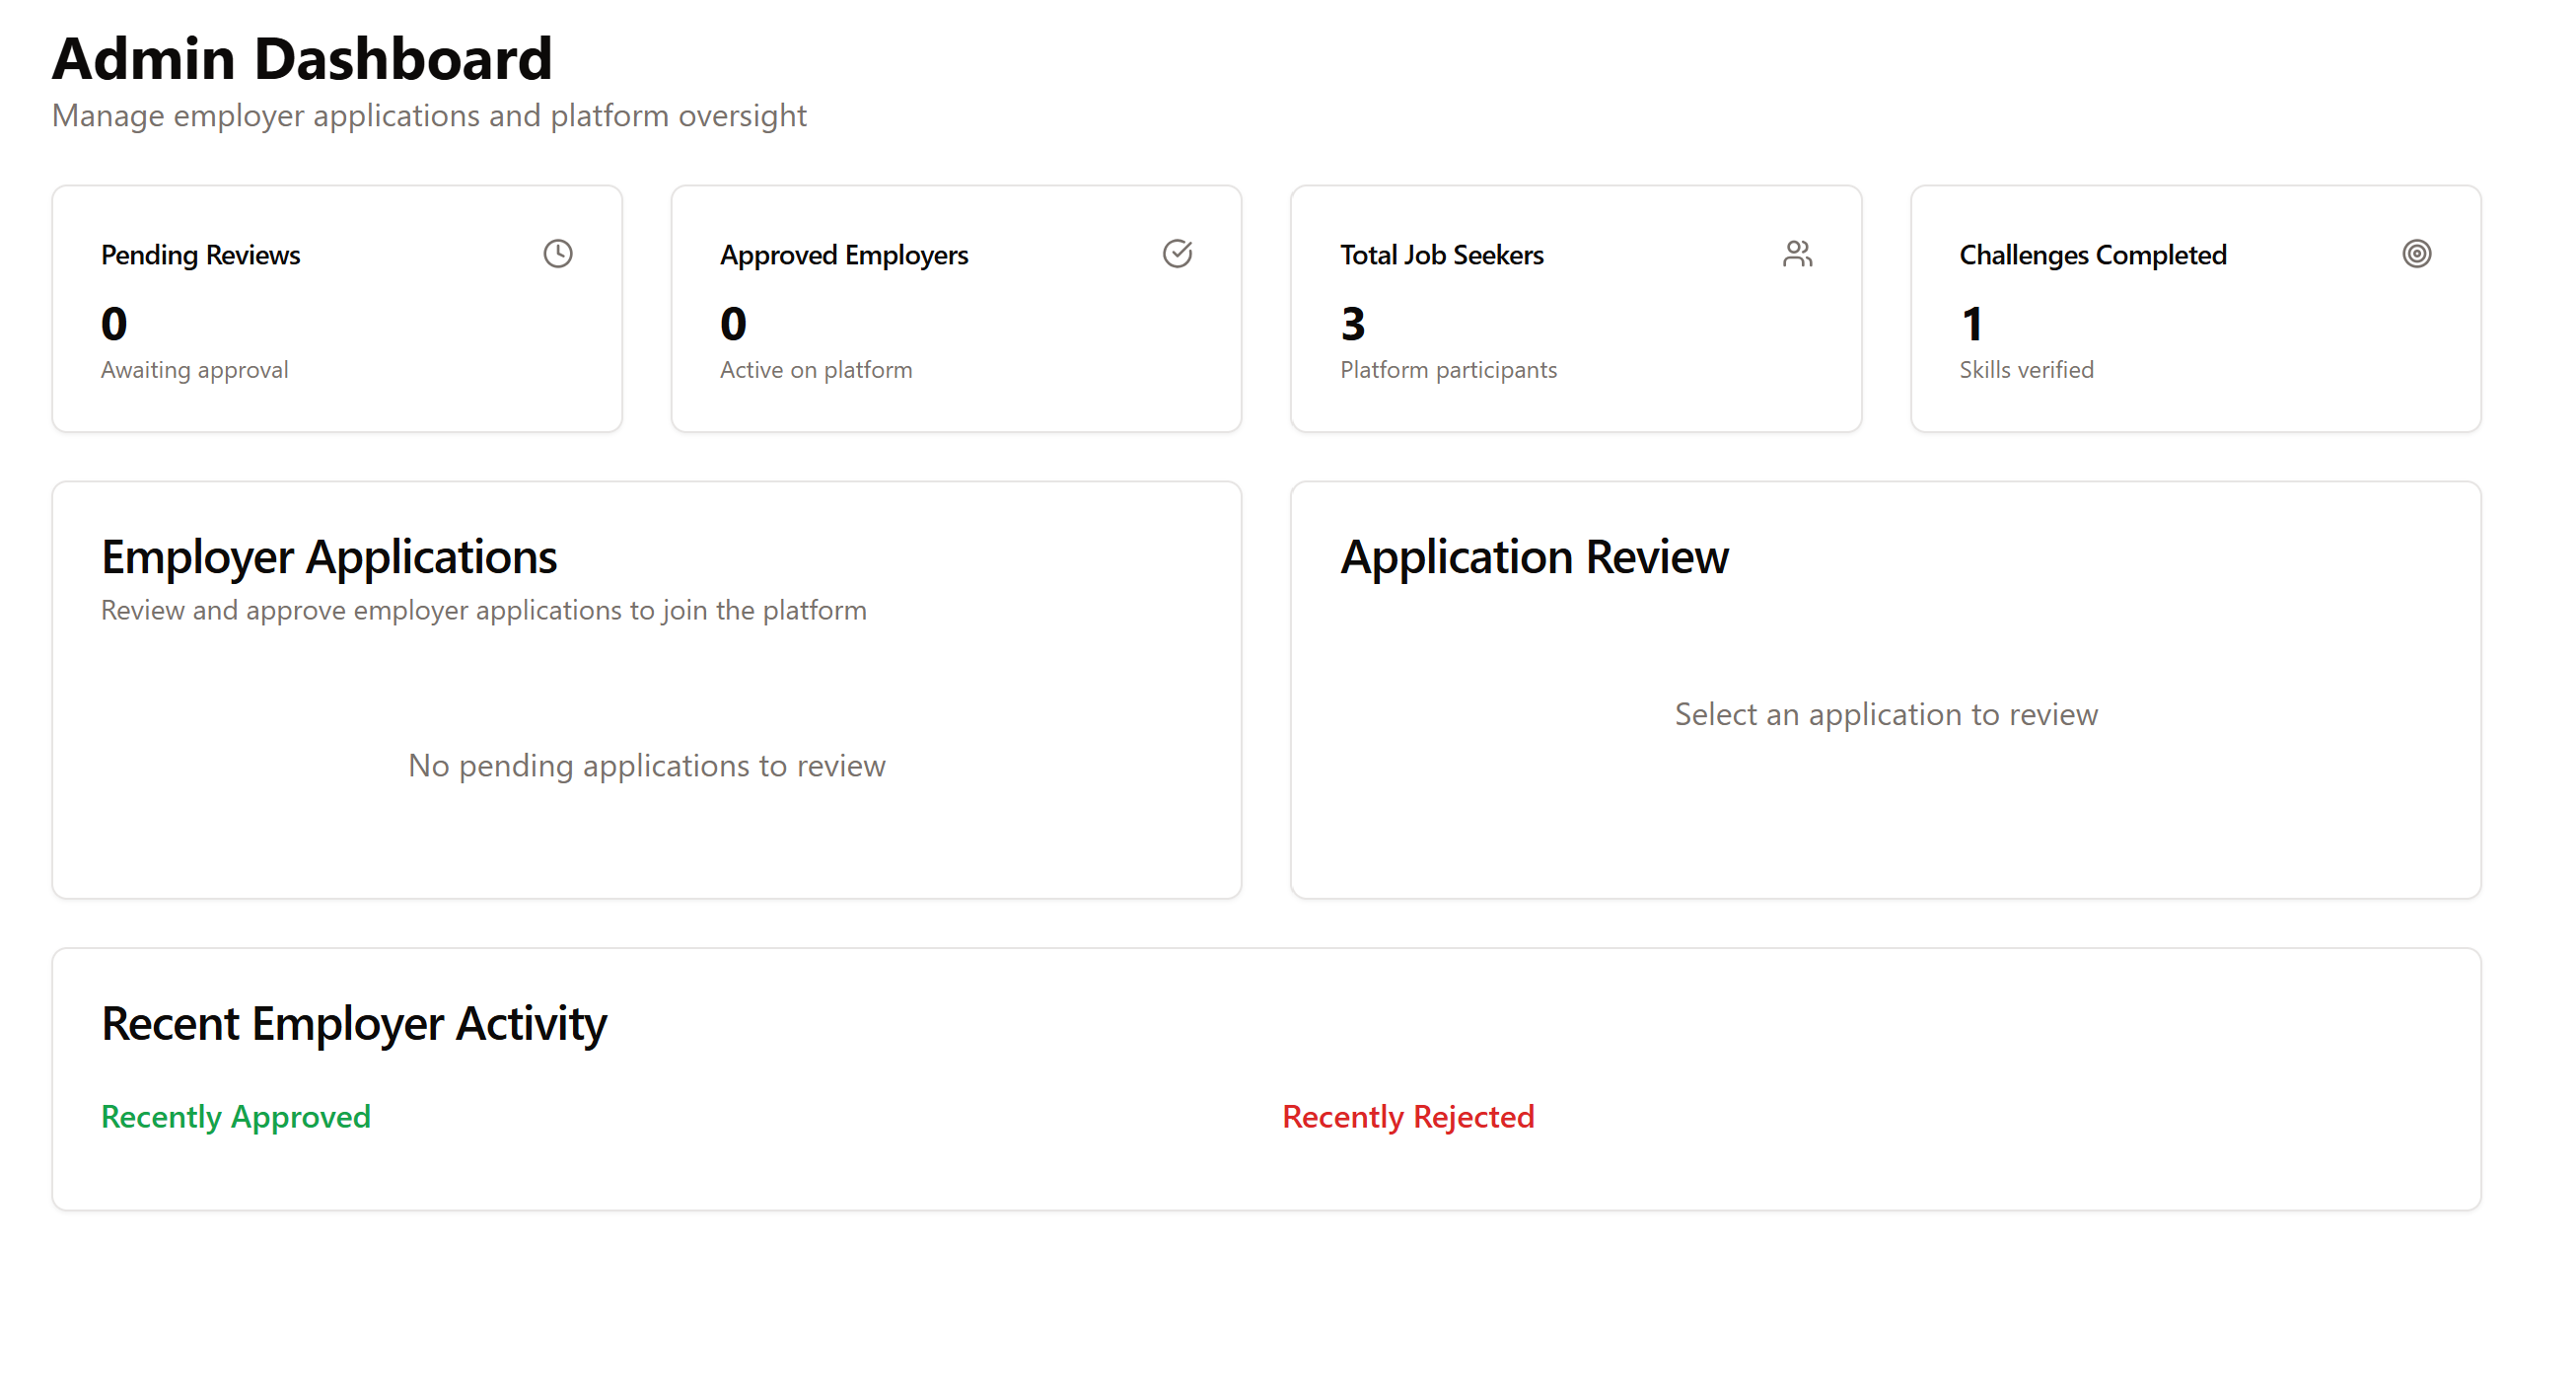 Admin Dashboard
Manage employer applications and platform oversight
Pending Reviews
0
Awaiting approval
Approved Employers
0
Active on platform
Total Job Seekers
3
Platform participants
Challenges Completed
1
Skills verified
Employer Applications
Review and approve employer applications to join the platform
No pending applications to review
Application Review
Select an application to review
Recent Employer Activity
Recently Approved
Recently Rejected